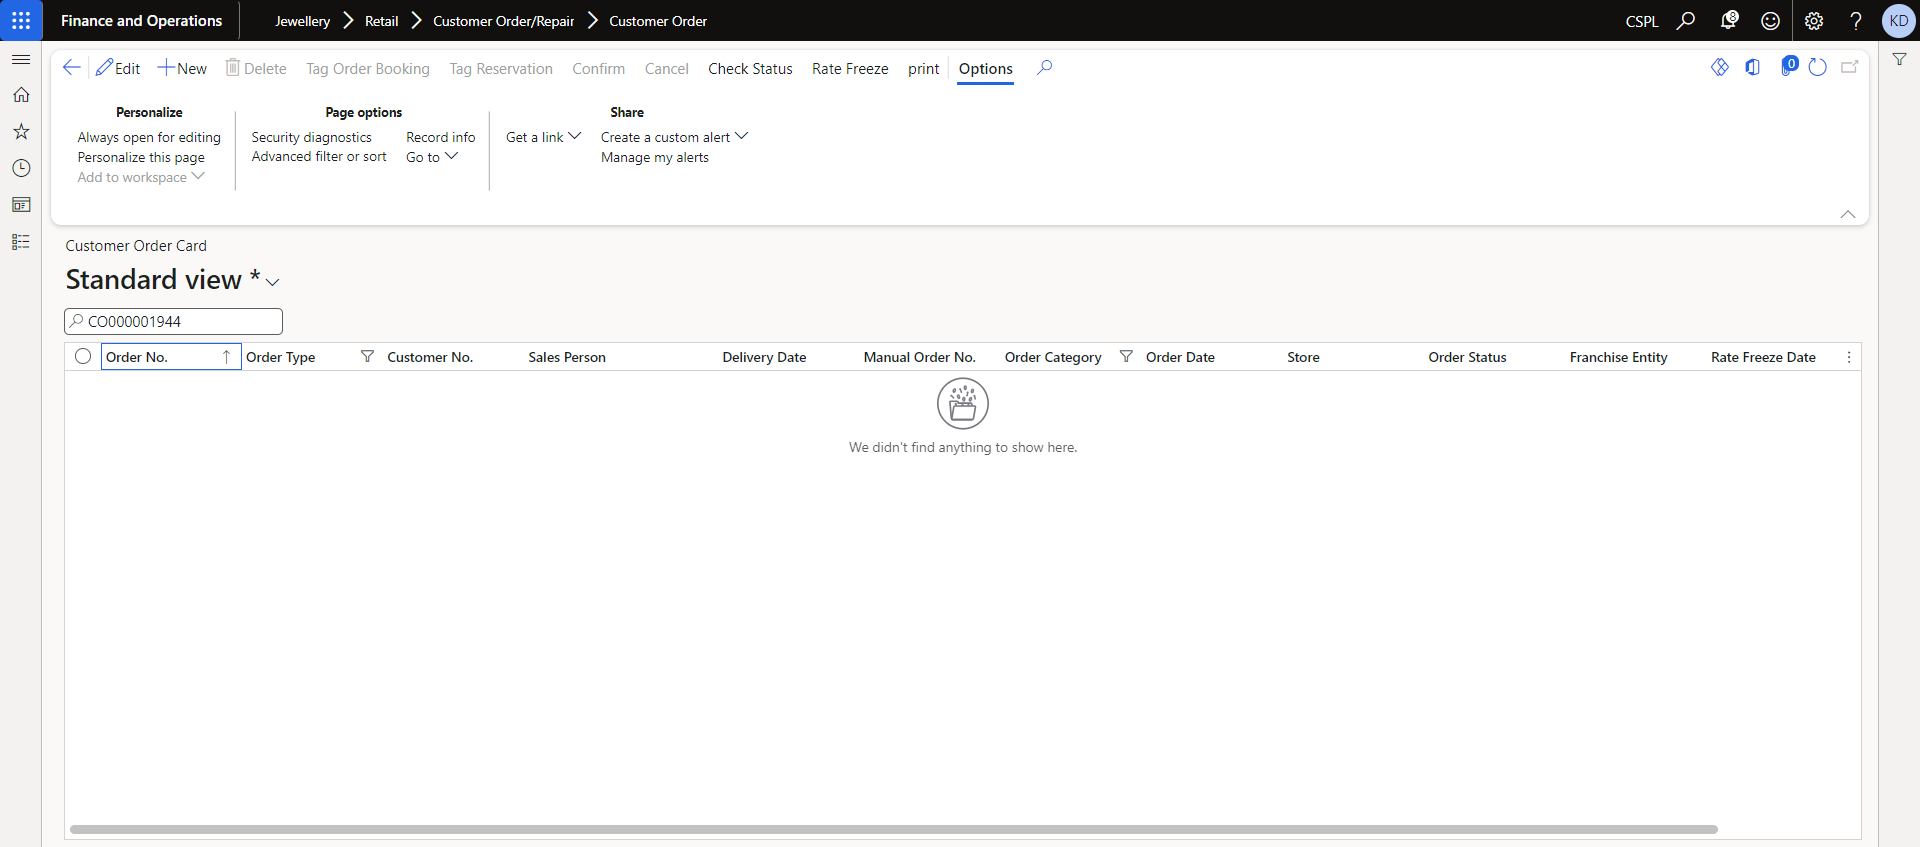 Finance and Operations
Jewellery
Retail
Customer Order/Repair
Customer Order
CSPL
8
KD
Edit
New
Delete
Tag Order Booking
Tag Reservation
Confirm
Cancel
Check Status
Rate Freeze
print
Options
0
Personalize
Always open for editing
Personalize this page
Add to workspace
Page options
Security diagnostics
Advanced filter or sort
Record info
Go to
Share
Get a link
Create a custom alert
Manage my alerts
Customer Order Card
Standard view *
CO000001944
Order No.
Order Type
Customer No.
Sales Person
Delivery Date
Manual Order No.
Order Category
Order Date
Store
Order Status
Franchise Entity
Rate Freeze Date
We didn't find anything to show here.